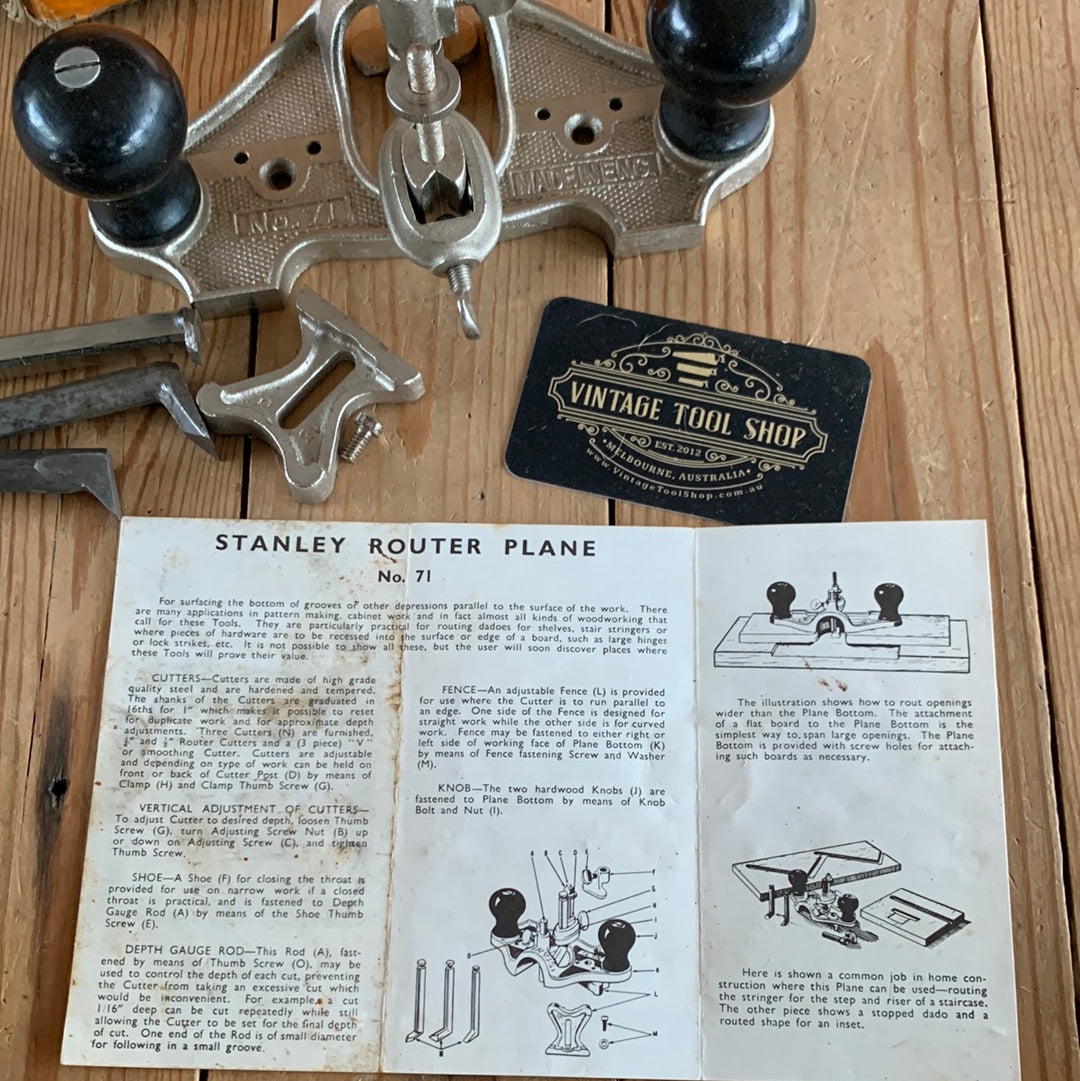 No. 71
MADE IN ENG
VINTAGE TOOL SHOP
EST. 2012
• MELBOURNE, AUSTRALIA •
www.VintageToolShop.com.au
STANLEY ROUTER PLANE
No. 71
For surfacing the bottom of grooves or other depressions parallel to the surface of the work. There
are many applications in pattern making, cabinet work and in fact almost all kinds of woodworking that
call for these Tools. They are particularly practical for routing dadoes for shelves, stair stringers or
where pieces of hardware are to be recessed into the surface or edge of a board, such as large hinges
or lock strikes, etc. It is not possible to show all these, but the user will soon discover places where
these Tools will prove their value.
CUTTERS—Cutters are made of high grade
quality steel and are hardened and tempered.
The shanks of the Cutters are graduated in
16ths for 1" which makes it possible to reset
for duplicate work and for approximate depth
adjustments. Three Cutters (N) are furnished,
¼" and ½" Router Cutters and a (3 piece) "V"
or smoothing Cutter. Cutters are adjustable
and depending on type of work can be held on
front or back of Cutter Post (D) by means of
Clamp (H) and Clamp Thumb Screw (G).
VERTICAL ADJUSTMENT OF CUTTERS—
To adjust Cutter to desired depth, loosen Thumb
Screw (G), turn Adjusting Screw Nut (B) up
or down on Adjusting Screw (C), and tighten
Thumb Screw.
SHOE—A Shoe (F) for closing the throat is
provided for use on narrow work if a closed
throat is practical, and is fastened to Depth
Gauge Rod (A) by means of the Shoe Thumb
Screw (E).
DEPTH GAUGE ROD—This Rod (A), fast-
ened by means of Thumb Screw (O), may be
used to control the depth of each cut, preventing
the Cutter from taking an excessive cut which
would be inconvenient. For example, a cut
1/16" deep can be cut repeatedly while still
allowing the Cutter to be set for the final depth
of cut. One end of the Rod is of small diameter
for following in a small groove.
FENCE—An adjustable Fence (L) is provided
for use where the Cutter is to run parallel to
an edge. One side of the Fence is designed for
straight work while the other side is for curved
work. Fence may be fastened to either right or
left side of working face of Plane Bottom (K)
by means of Fence fastening Screw and Washer
(M).
KNOB—The two hardwood Knobs (J) are
fastened to Plane Bottom by means of Knob
Bolt and Nut (I).
A B C D E
F
G
H
I
J
K
L
M
N
O
The illustration shows how to rout openings
wider than the Plane Bottom. The attachment
of a flat board to the Plane Bottom is the
simplest way to span large openings. The Plane
Bottom is provided with screw holes for attach-
ing such boards as necessary.
Here is shown a common job in home con-
struction where this Plane can be used—routing
the stringer for the step and riser of a staircase.
The other piece shows a stopped dado and a
routed shape for an inset.